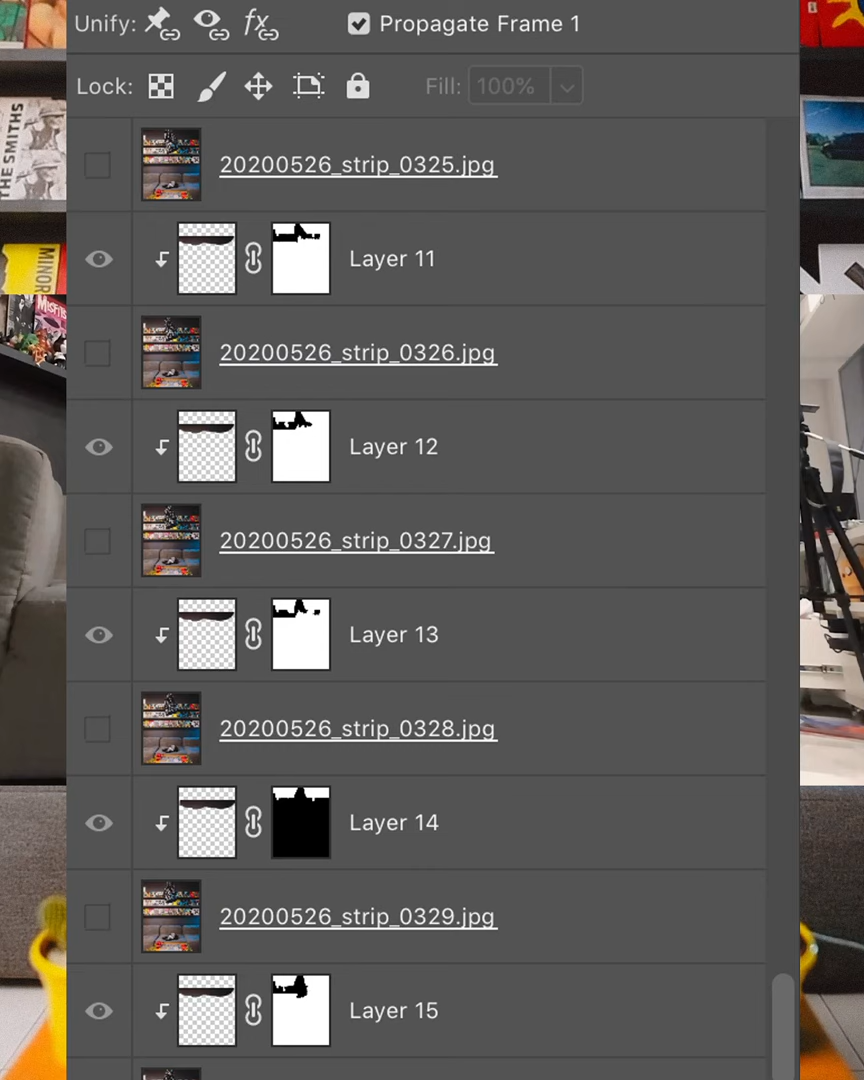 Unify:
Propagate Frame 1
Lock:
Fill: 100%
20200526_strip_0325.jpg
Layer 11
20200526_strip_0326.jpg
Layer 12
20200526_strip_0327.jpg
Layer 13
20200526_strip_0328.jpg
Layer 14
20200526_strip_0329.jpg
Layer 15
THE SMITHS
MINOR
MISFITS